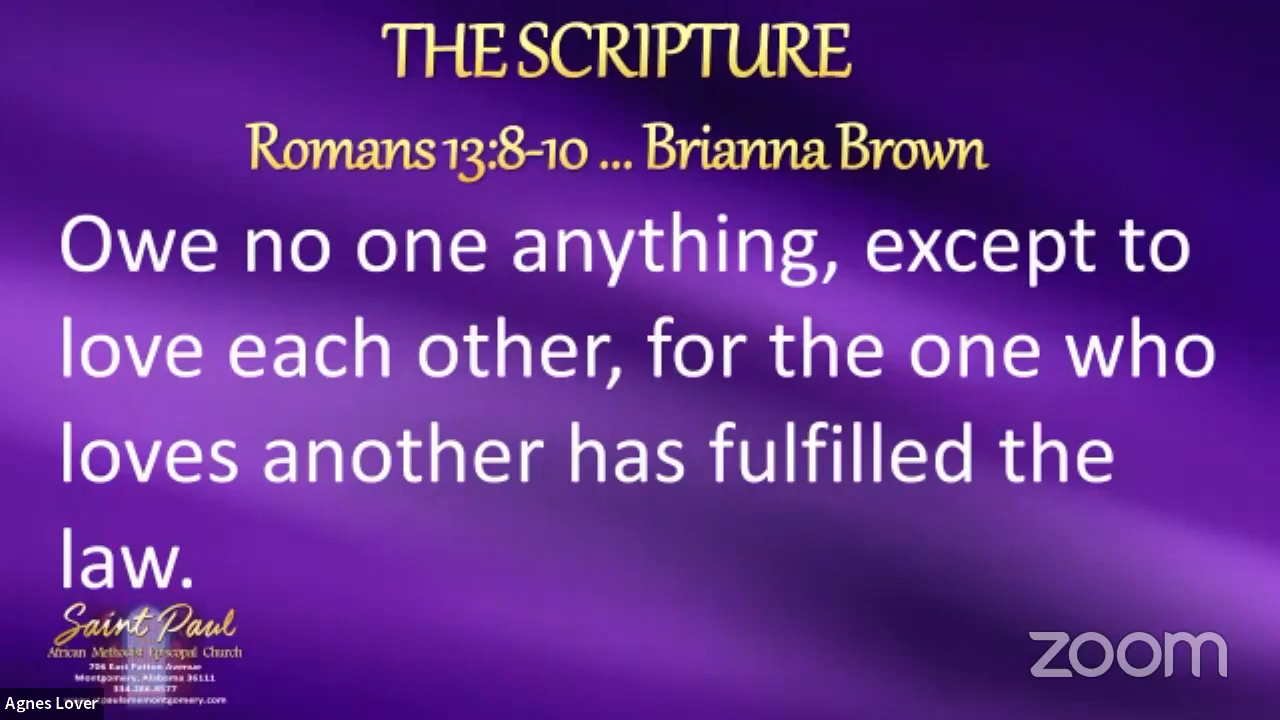 THE SCRIPTURE
Romans 13:8-10 ... Brianna Brown
Owe no one anything, except to
love each other, for the one who
loves another has fulfilled the
law.
Saint Paul
African Methodist Episcopal Church
706 East Patton Avenue
Montgomery, Alabama 36111
334.286.8577
zoom
Agnes Lover